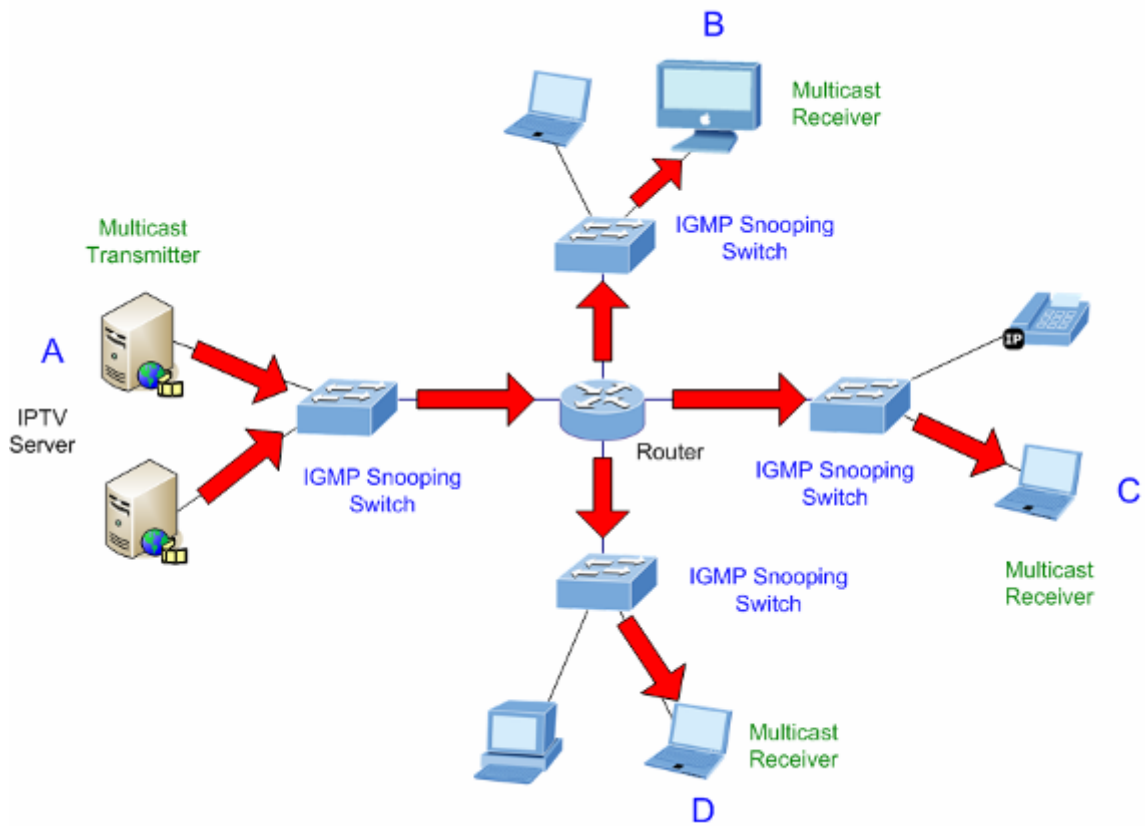 B
Multicast
Receiver
IGMP Snooping
Switch
Multicast
Transmitter
A
IPTV
Server
IGMP Snooping
Switch
Router
IP
IGMP Snooping
Switch
C
Multicast
Receiver
IGMP Snooping
Switch
Multicast
Receiver
D